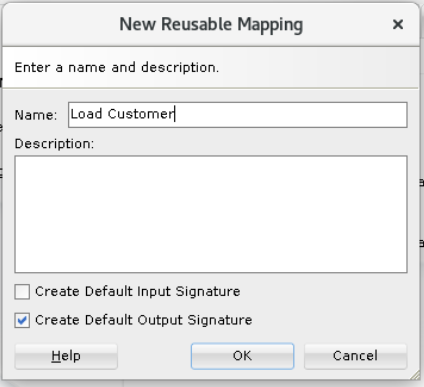 New Reusable Mapping
Enter a name and description.
Name: Load Customer
Description:
Create Default Input Signature
Create Default Output Signature
Help OK Cancel